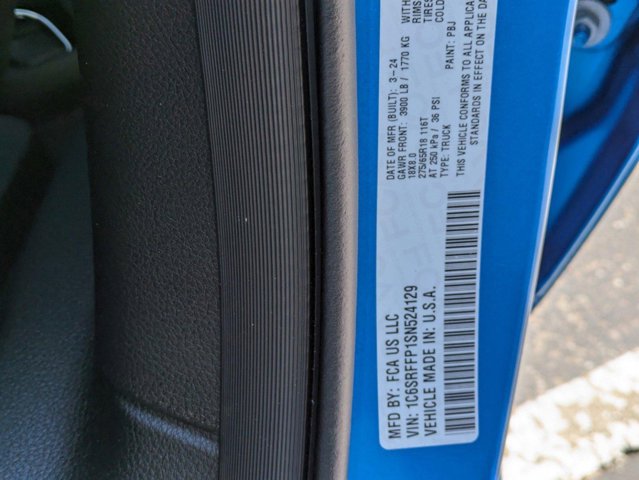 MFD BY: FCA US LLC
VIN: 1C6SRFFP1SN524129
VEHICLE MADE IN: U.S.A.
DATE OF MFR (BUILT): 3-24
GAWR FRONT: 3900 LB / 1770 KG WITH
18X8.0 RIMS
275/65R18 116T TIRES
AT 250 kPa / 36 PSI COLD
TYPE: TRUCK PAINT: PBJ
THIS VEHICLE CONFORMS TO ALL APPLICA
STANDARDS IN EFFECT ON THE DA